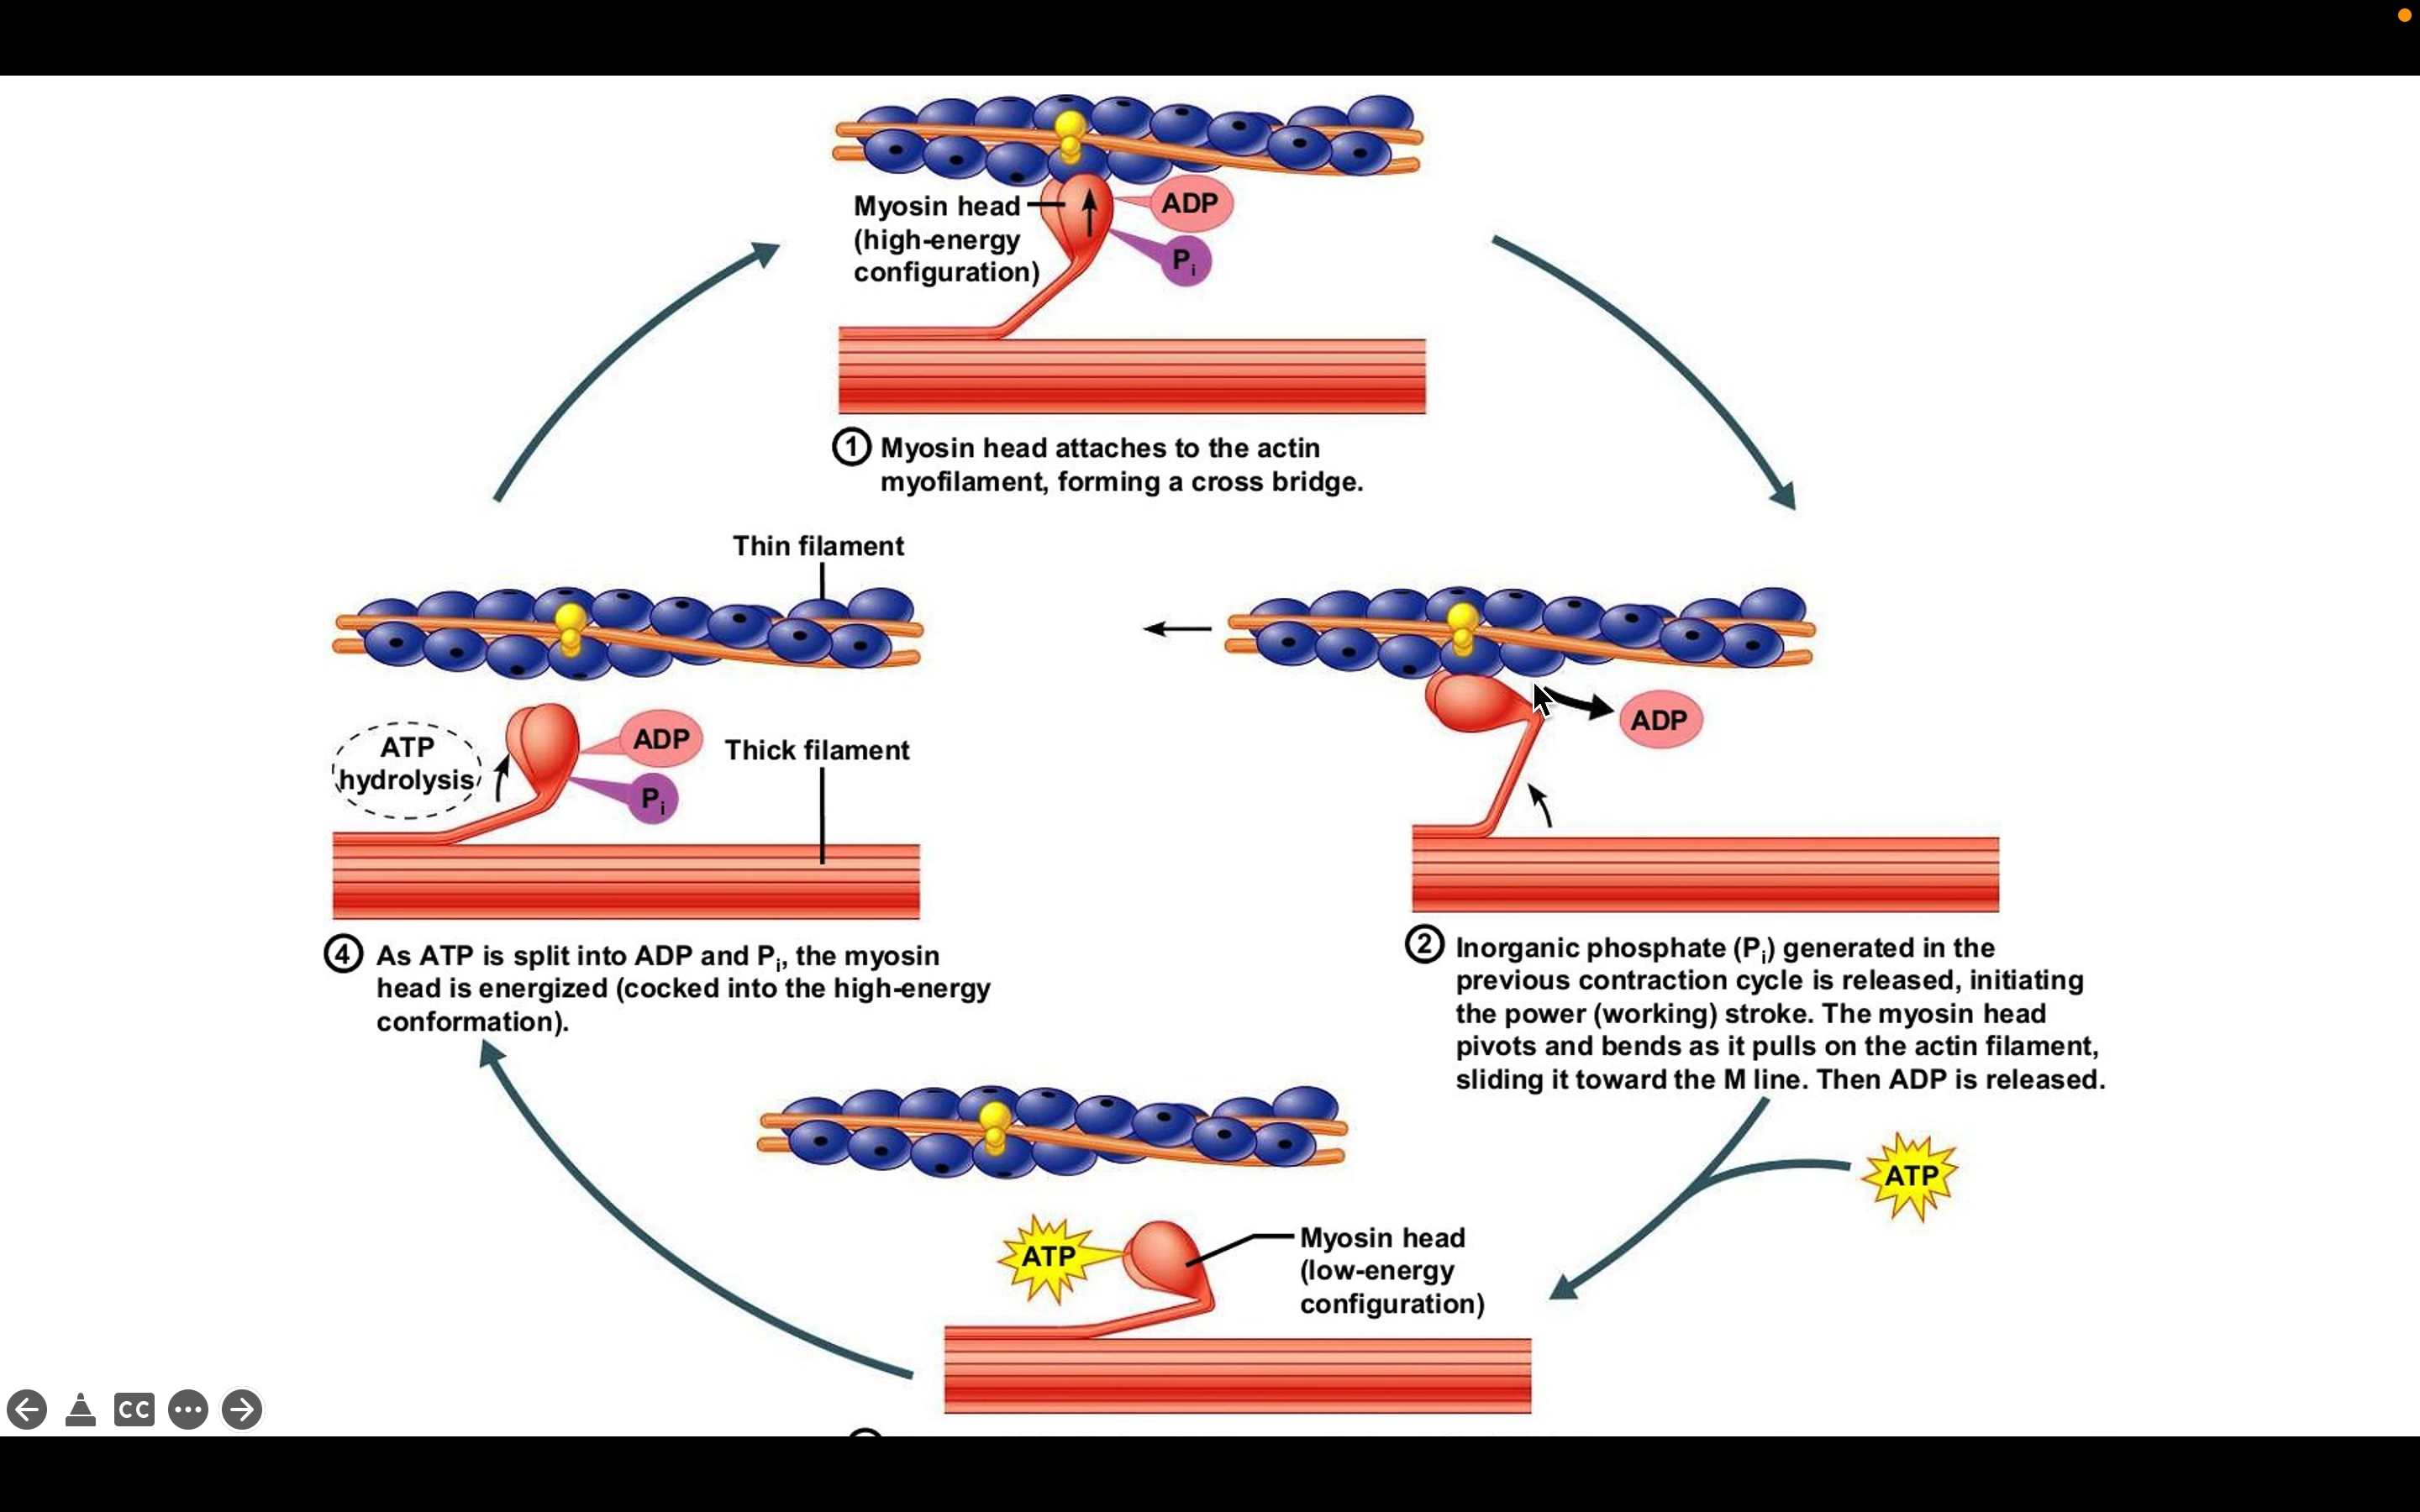 Myosin head
(high-energy
configuration)
ADP
Pi
1 Myosin head attaches to the actin
myofilament, forming a cross bridge.
Thin filament
ATP
hydrolysis
ADP
Pi
Thick filament
ADP
4 As ATP is split into ADP and Pi, the myosin
head is energized (cocked into the high-energy
conformation).
2 Inorganic phosphate (Pi) generated in the
previous contraction cycle is released, initiating
the power (working) stroke. The myosin head
pivots and bends as it pulls on the actin filament,
sliding it toward the M line. Then ADP is released.
ATP
ATP
Myosin head
(low-energy
configuration)
CC